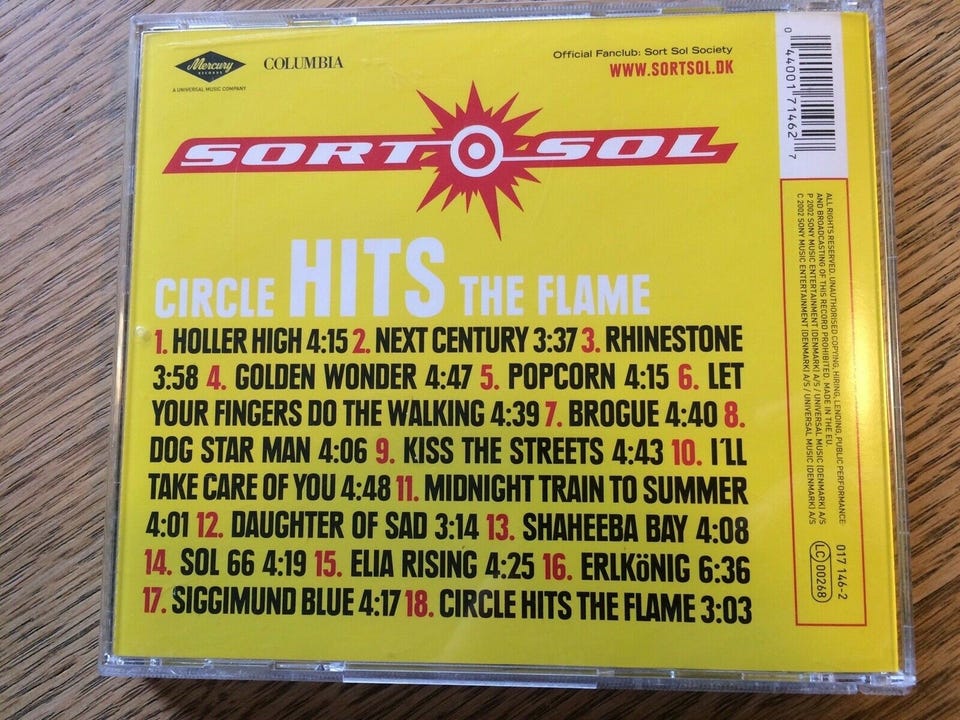 Mercury
RECORDS
A UNIVERSAL MUSIC COMPANY
COLUMBIA
Official Fanclub: Sort Sol Society
WWW.SORTSOL.DK
SORT SOL
CIRCLE HITS THE FLAME
1. HOLLER HIGH 4:15 2. NEXT CENTURY 3:37 3. RHINESTONE
3:58 4. GOLDEN WONDER 4:47 5. POPCORN 4:15 6. LET
YOUR FINGERS DO THE WALKING 4:39 7. BROGUE 4:40 8.
DOG STAR MAN 4:06 9. KISS THE STREETS 4:43 10. I'LL
TAKE CARE OF YOU 4:48 11. MIDNIGHT TRAIN TO SUMMER
4:01 12. DAUGHTER OF SAD 3:14 13. SHAHEEBA BAY 4:08
14. SOL 66 4:19 15. ELIA RISING 4:25 16. ERLKöNIG 6:36
17. SIGGIMUND BLUE 4:17 18. CIRCLE HITS THE FLAME 3:03
0 44001 71462 7
ALL RIGHTS RESERVED. UNAUTHORISED COPYING, HIRING, LENDING, PUBLIC PERFORMANCE
AND BROADCASTING OF THIS RECORD PROHIBITED. MADE IN THE EU.
P 2002 SONY MUSIC ENTERTAINMENT (DENMARK) A/S / UNIVERSAL MUSIC (DENMARK) A/S
C 2002 SONY MUSIC ENTERTAINMENT (DENMARK) A/S / UNIVERSAL MUSIC (DENMARK) A/S
017 146-2
LC 00268